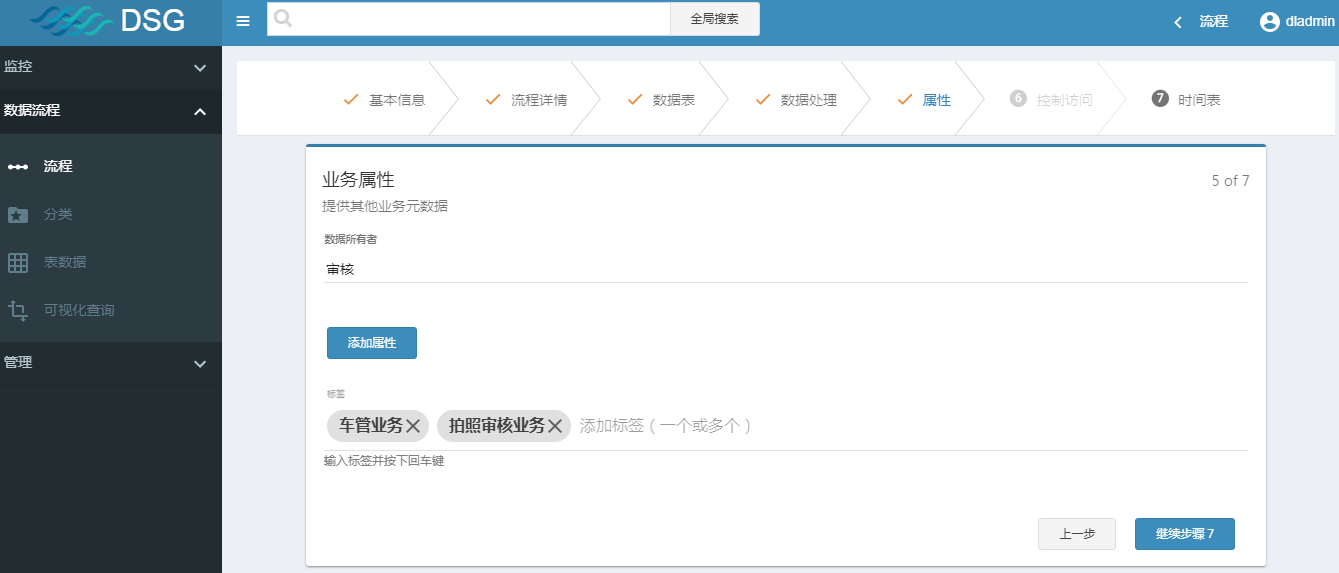 DSG
全局搜索
流程
dladmin
监控
数据流程
流程
分类
表数据
可视化查询
管理
基本信息
流程详情
数据表
数据处理
属性
6 控制访问
7 时间表
业务属性
5 of 7
提供其他业务元数据
数据所有者
审核
添加属性
标签
车管业务 拍照审核业务 添加标签（一个或多个）
输入标签并按下回车键
上一步
继续步骤 7